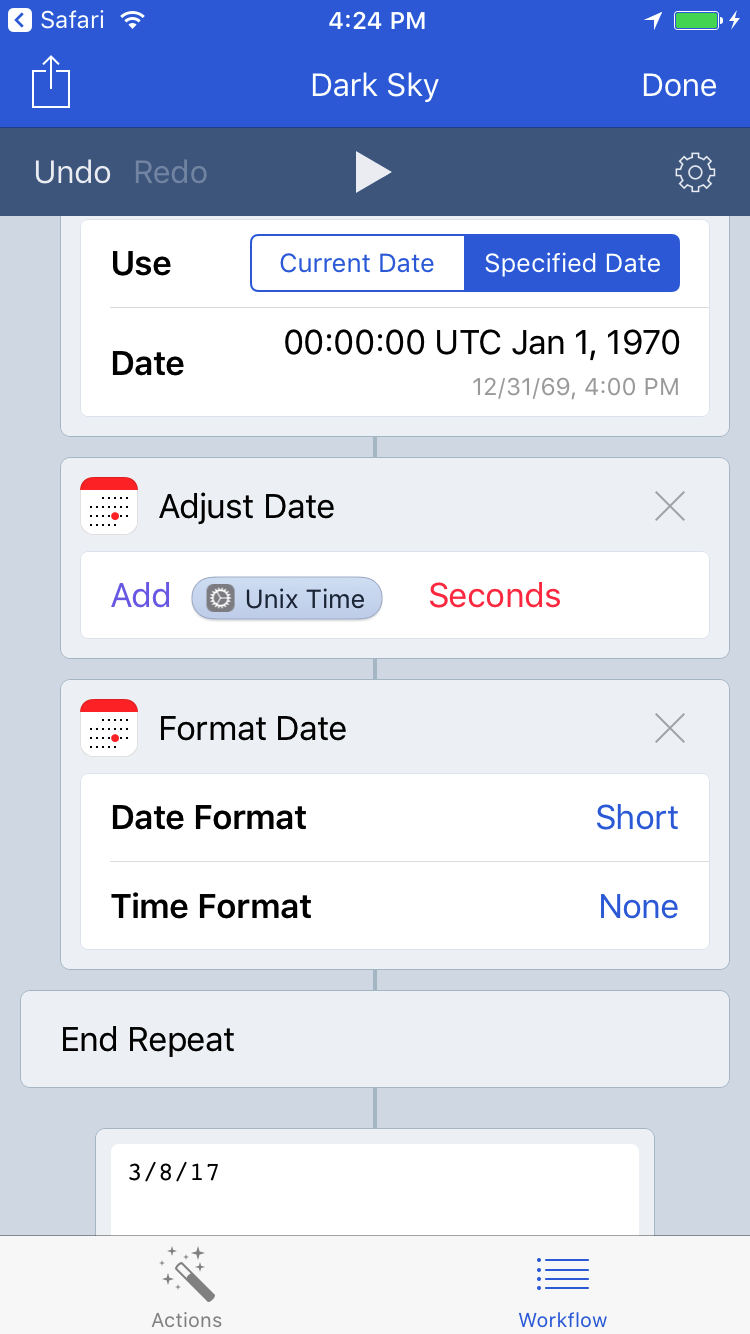 Safari 4:24 PM
Dark Sky Done
Undo Redo
Use Current Date Specified Date
Date 00:00:00 UTC Jan 1, 1970
12/31/69, 4:00 PM
Adjust Date
Add Unix Time Seconds
Format Date
Date Format Short
Time Format None
End Repeat
3/8/17
Actions Workflow